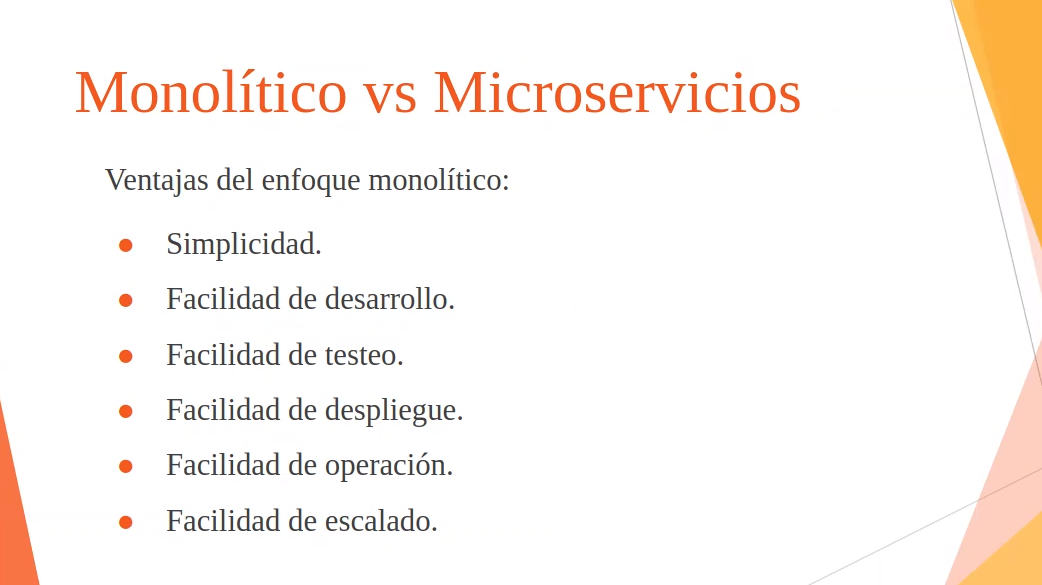 Monolítico vs Microservicios
Ventajas del enfoque monolítico:
● Simplicidad.
● Facilidad de desarrollo.
● Facilidad de testeo.
● Facilidad de despliegue.
● Facilidad de operación.
● Facilidad de escalado.